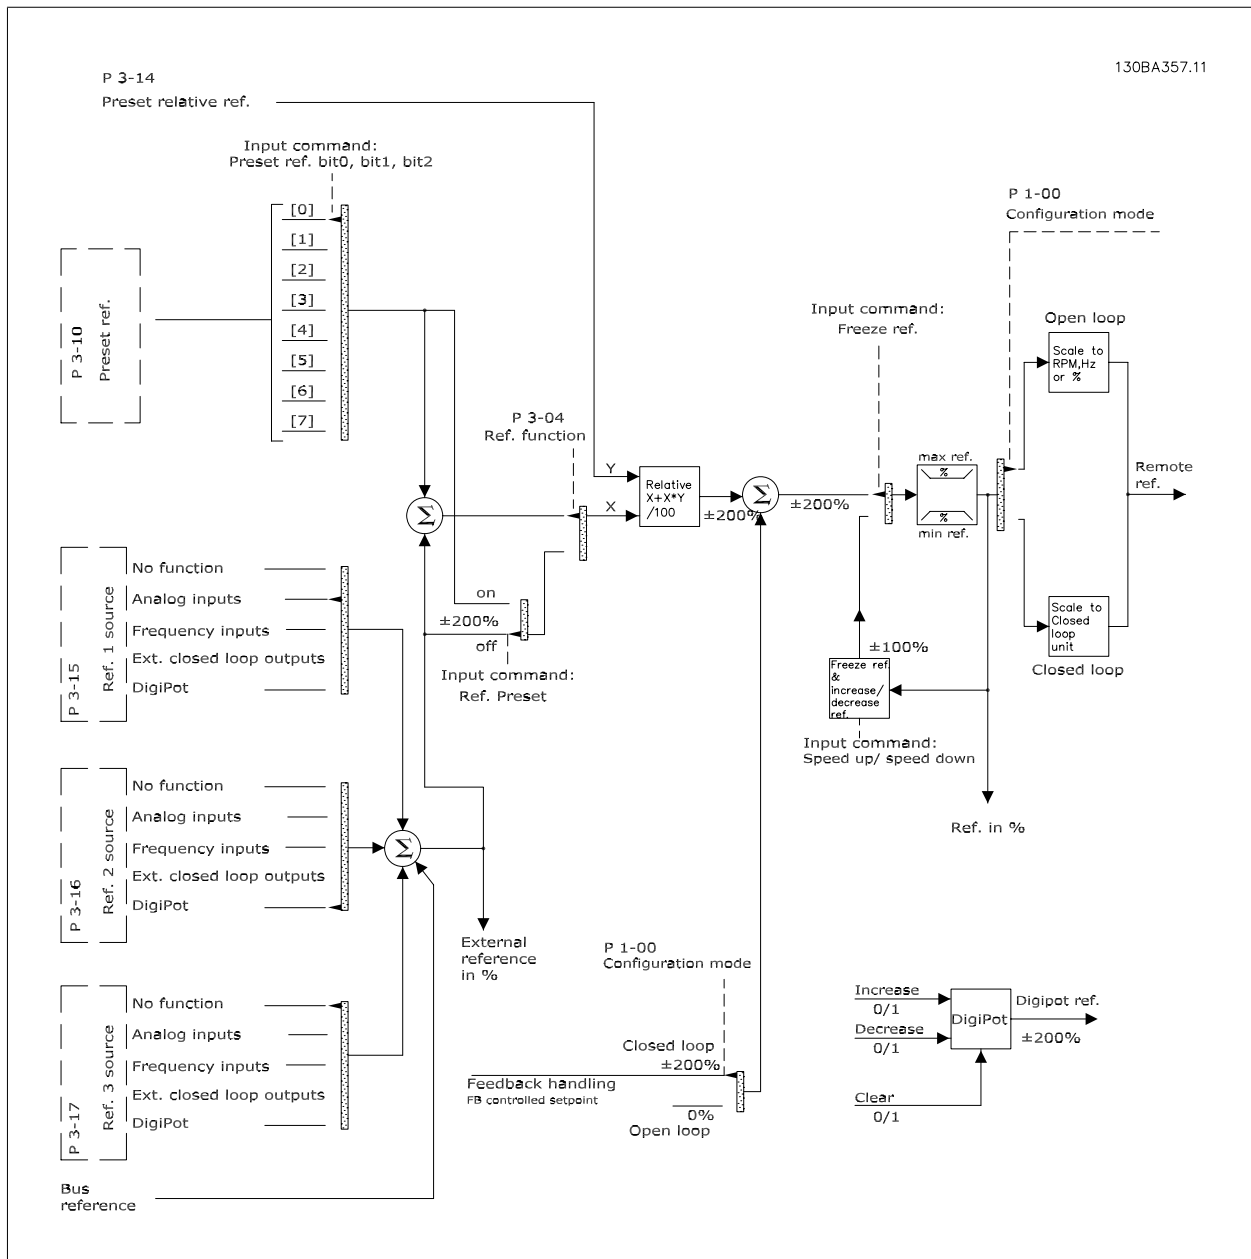 130BA357.11
P 3-14
Preset relative ref.
Input command:
Preset ref. bit0, bit1, bit2
[0]
[1]
[2]
[3]
[4]
[5]
[6]
[7]
P 3-10
Preset ref.
P 1-00
Configuration mode
Input command:
Freeze ref.
Open loop
Scale to
RPM,Hz
or %
P 3-04
Ref. function
Y
X
Relative
X+X*Y
/100
±200%
Σ
±200%
max ref.
%
%
min ref.
Remote
ref.
Σ
on
±200%
off
Input command:
Ref. Preset
Scale to
Closed
loop
unit
Closed loop
±100%
Freeze ref.
&
increase/
decrease
ref.
Input command:
Speed up/ speed down
Ref. in %
P 3-15
Ref. 1 source
No function
Analog inputs
Frequency inputs
Ext. closed loop outputs
DigiPot
P 3-16
Ref. 2 source
No function
Analog inputs
Frequency inputs
Ext. closed loop outputs
DigiPot
Σ
External
reference
in %
P 3-17
Ref. 3 source
No function
Analog inputs
Frequency inputs
Ext. closed loop outputs
DigiPot
Bus
reference
P 1-00
Configuration mode
Closed loop
±200%
Feedback handling
FB controlled setpoint
0%
Open loop
Increase
0/1
Decrease
0/1
DigiPot
Digipot ref.
±200%
Clear
0/1